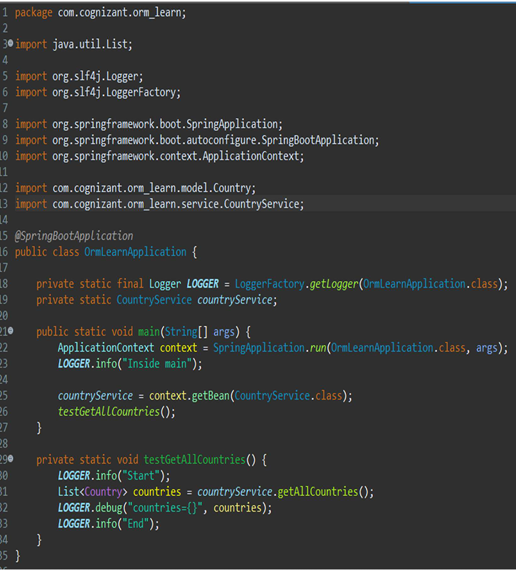 1 package com.cognizant.orm_learn;
2
3 import java.util.List;
4
5 import org.slf4j.Logger;
6 import org.slf4j.LoggerFactory;
7
8 import org.springframework.boot.SpringApplication;
9 import org.springframework.boot.autoconfigure.SpringBootApplication;
10 import org.springframework.context.ApplicationContext;
11
12 import com.cognizant.orm_learn.model.Country;
13 import com.cognizant.orm_learn.service.CountryService;
14
15 @SpringBootApplication
16 public class OrmLearnApplication {
17
18     private static final Logger LOGGER = LoggerFactory.getLogger(OrmLearnApplication.class);
19     private static CountryService countryService;
20
21     public static void main(String[] args) {
22         ApplicationContext context = SpringApplication.run(OrmLearnApplication.class, args);
23         LOGGER.info("Inside main");
24
25         countryService = context.getBean(CountryService.class);
26         testGetAllCountries();
27     }
28
29     private static void testGetAllCountries() {
30         LOGGER.info("Start");
31         List<Country> countries = countryService.getAllCountries();
32         LOGGER.debug("countries={}", countries);
33         LOGGER.info("End");
34     }
35 }